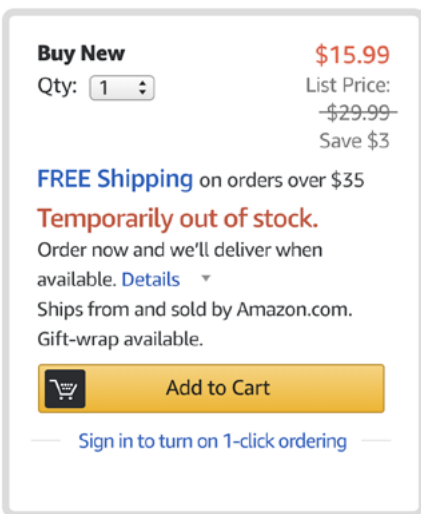 Buy New
$15.99
Qty: 1
List Price:
$29.99
Save $3
FREE Shipping on orders over $35
Temporarily out of stock.
Order now and we'll deliver when
available. Details
Ships from and sold by Amazon.com.
Gift-wrap available.
Add to Cart
Sign in to turn on 1-click ordering